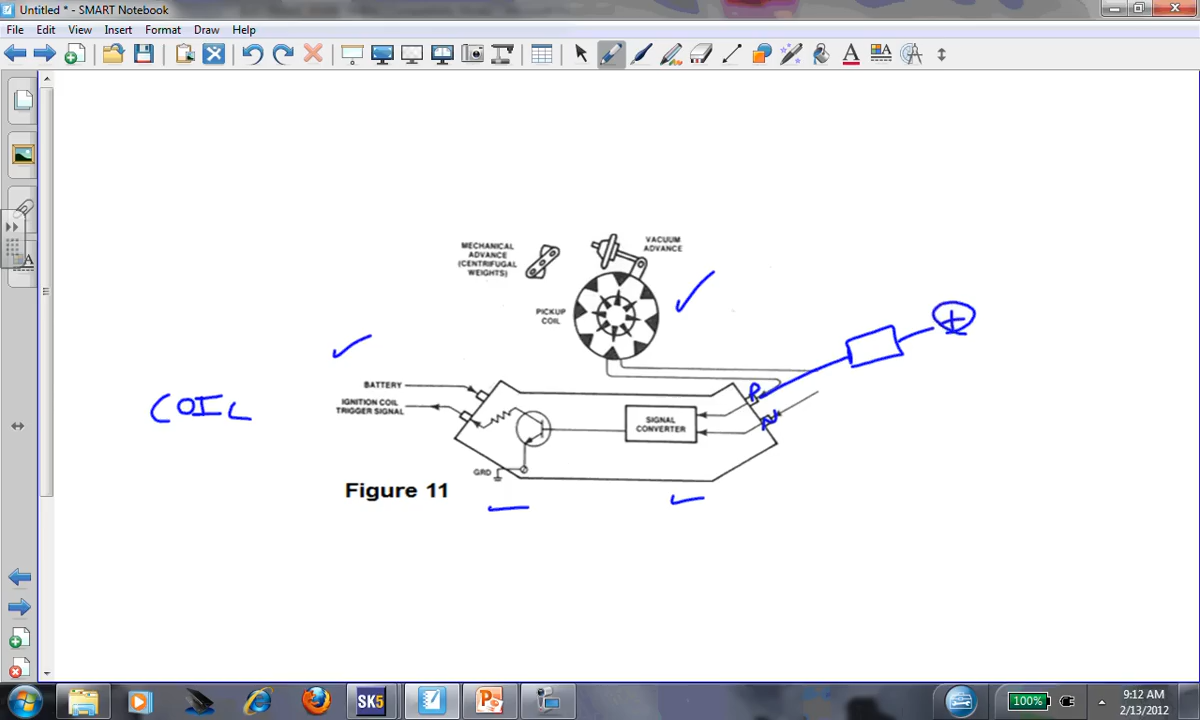 Untitled * - SMART Notebook
File Edit View Insert Format Draw Help
MECHANICAL
ADVANCE
(CENTRIFUGAL
WEIGHTS)
VACUUM
ADVANCE
PICKUP
COIL
BATTERY
IGNITION COIL
TRIGGER SIGNAL
COIL
P
N
SIGNAL
CONVERTER
GRD
Figure 11
SK5
100%
9:12 AM
2/13/2012